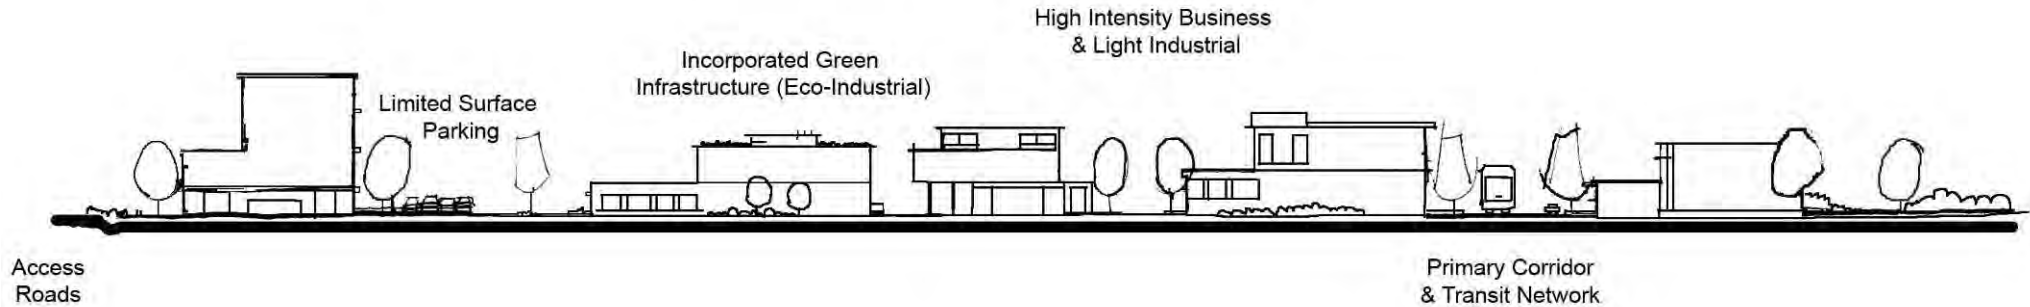 High Intensity Business
& Light Industrial
Incorporated Green
Infrastructure (Eco-Industrial)
Limited Surface
Parking
Access
Roads
Primary Corridor
& Transit Network